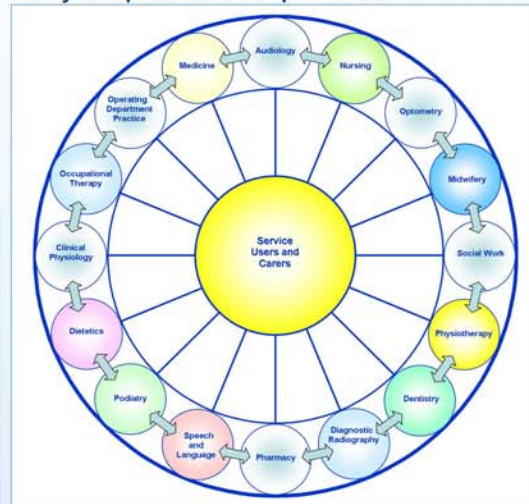 Audiology
Nursing
Optometry
Midwifery
Social Work
Physiotherapy
Dentistry
Diagnostic
Radiography
Pharmacy
Speech
and
Language
Podiatry
Dietetics
Clinical
Physiology
Occupational
Therapy
Operating
Department
Practice
Medicine
Service
Users and
Carers